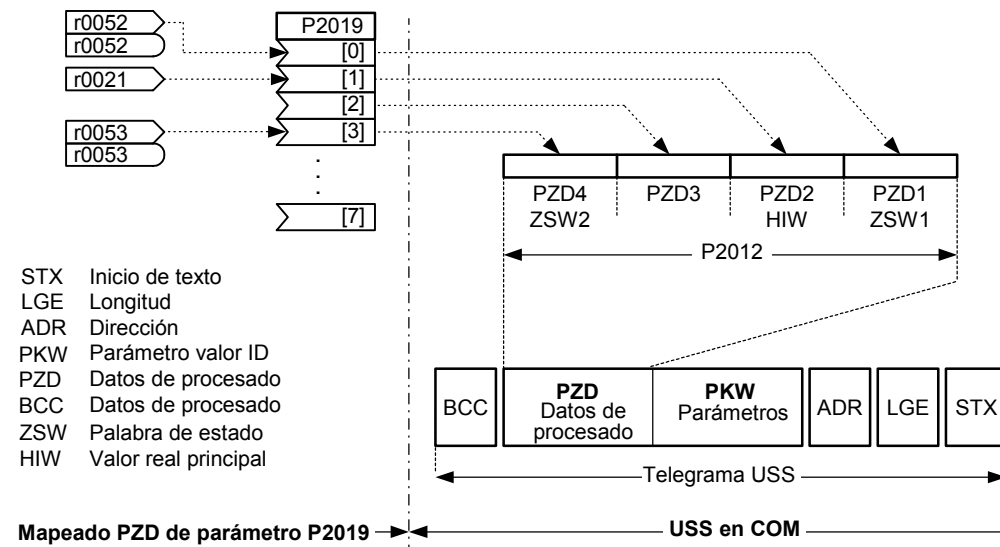 r0052
r0052
r0021
r0053
r0053
P2019
[0]
[1]
[2]
[3]
.
.
.
[7]
PZD4
ZSW2
PZD3
PZD2
HIW
PZD1
ZSW1
P2012
STX Inicio de texto
LGE Longitud
ADR Dirección
PKW Parámetro valor ID
PZD Datos de procesado
BCC Datos de procesado
ZSW Palabra de estado
HIW Valor real principal
BCC
PZD
Datos de
procesado
PKW
Parámetros
ADR
LGE
STX
Telegrama USS
Mapeado PZD de parámetro P2019
USS en COM